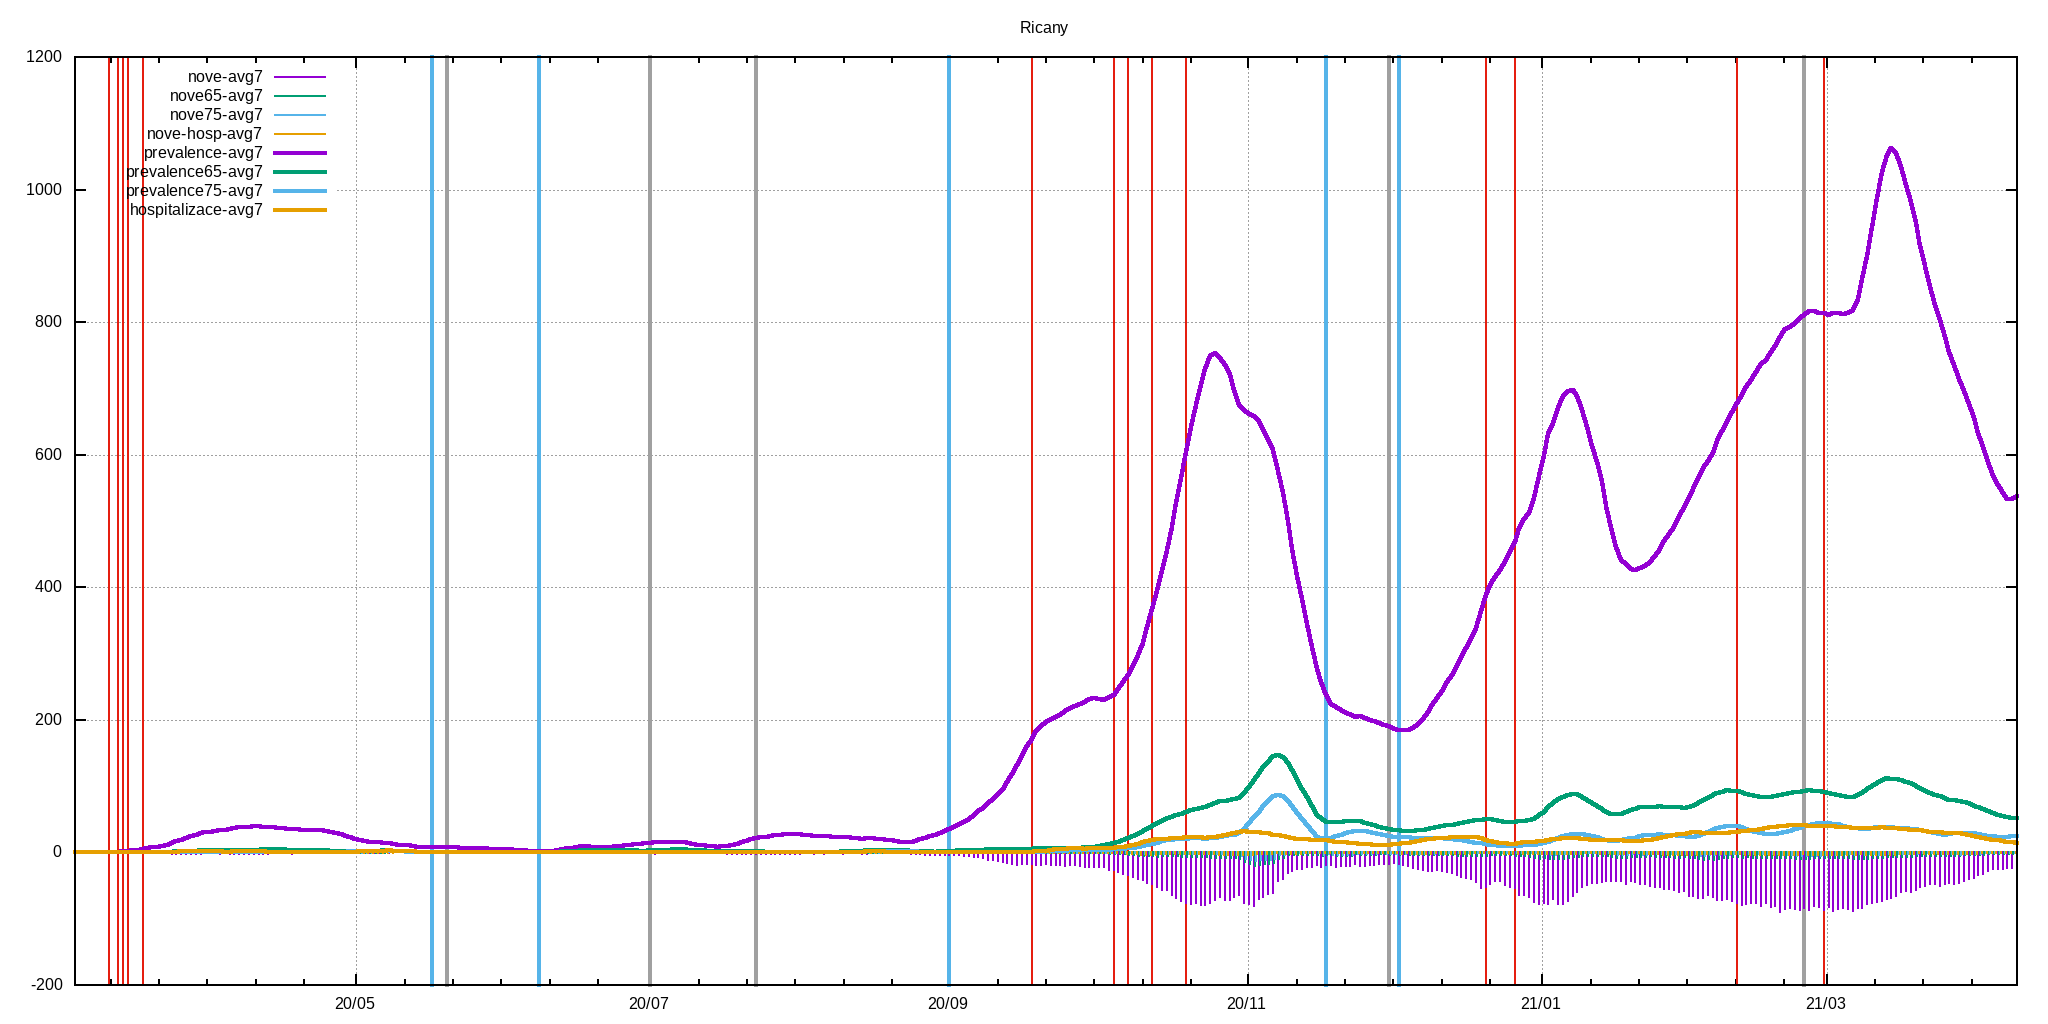 Ricany
1200
1000
800
600
400
200
0
-200
nove-avg7
nove65-avg7
nove75-avg7
nove-hosp-avg7
prevalence-avg7
prevalence65-avg7
prevalence75-avg7
hospitalizace-avg7
20/05 20/07 20/09 20/11 21/01 21/03